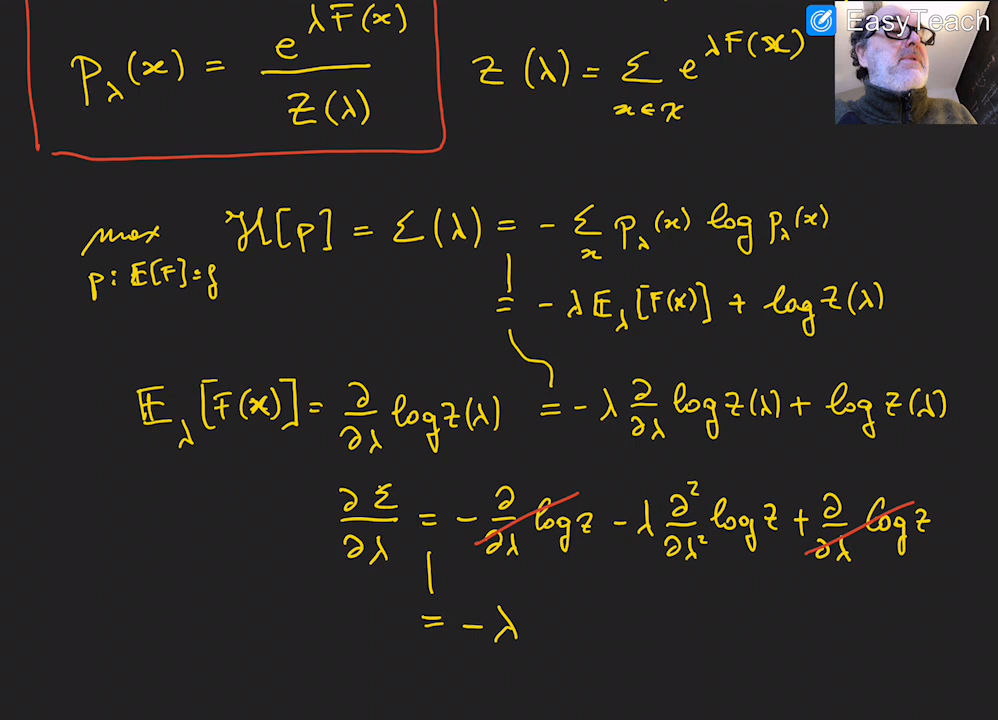 EasyTeach
p_λ(x) = e^{λF(x)} / Z(λ) Z(λ) = Σ_{x∈X} e^{λF(x)}
max_{p: E[F]=f} H[p] = Σ(λ) = - Σ_x p_λ(x) log p_λ(x)
= - λ E_λ[F(x)] + log Z(λ)
E_λ[F(x)] = ∂/∂λ log Z(λ) = - λ ∂/∂λ log Z(λ) + log Z(λ)
∂Σ/∂λ = - ∂/∂λ log Z - λ ∂²/∂λ² log Z + ∂/∂λ log Z
= - λ